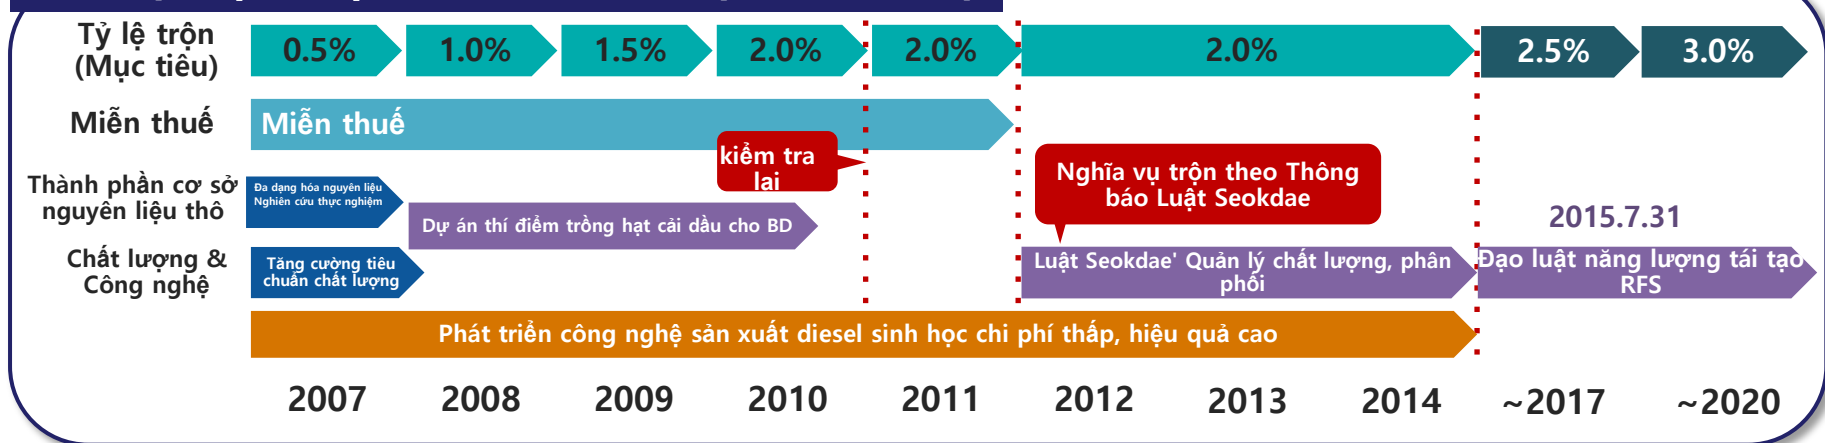 Tỷ lệ trộn
(Mục tiêu)
0.5%
1.0%
1.5%
2.0%
2.0%
2.0%
2.5%
3.0%
Miễn thuế
Miễn thuế
kiểm tra
lại
Nghĩa vụ trộn theo Thông
báo Luật Seokdae
Thành phần cơ sở
nguyên liệu thô
Đa dạng hóa nguyên liệu
Nghiên cứu thực nghiệm
Dự án thí điểm trồng hạt cải dầu cho BD
2015.7.31
Chất lượng &
Công nghệ
Tăng cường tiêu
chuẩn chất lượng
Luật Seokdae' Quản lý chất lượng, phân
phối
Đạo luật năng lượng tái tạo
RFS
Phát triển công nghệ sản xuất diesel sinh học chi phí thấp, hiệu quả cao
2007
2008
2009
2010
2011
2012
2013
2014
~2017
~2020